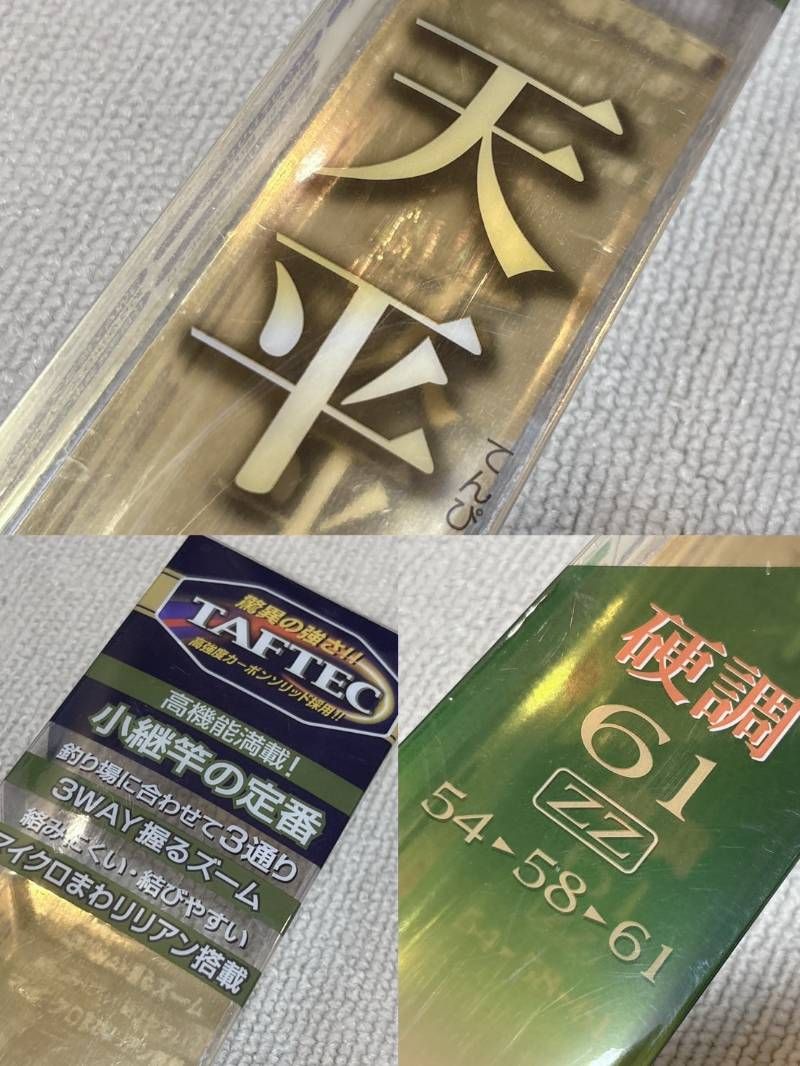 天平
てんぴ
驚異の強さ!!
TAFTEC
高強度カーボンソリッド採用!!
高機能満載!
小継竿の定番
釣り場に合わせて3通り
3WAY握るズーム
絡みにくい・結びやすい
マイクロまわリリアン搭載
硬調
61
ZZ
54▶58▶61